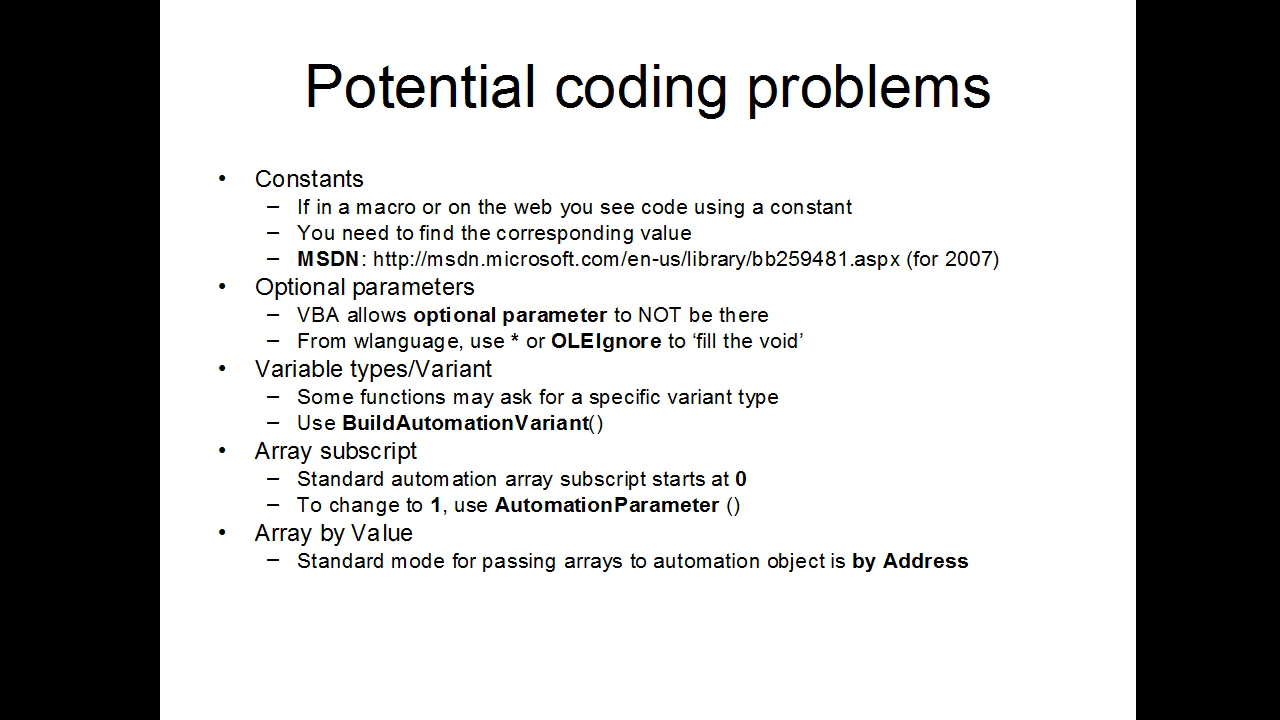 Potential coding problems
• Constants
– If in a macro or on the web you see code using a constant
– You need to find the corresponding value
– MSDN: http://msdn.microsoft.com/en-us/library/bb259481.aspx (for 2007)
• Optional parameters
– VBA allows optional parameter to NOT be there
– From wlanguage, use * or OLEIgnore to ‘fill the void’
• Variable types/Variant
– Some functions may ask for a specific variant type
– Use BuildAutomationVariant()
• Array subscript
– Standard automation array subscript starts at 0
– To change to 1, use AutomationParameter ()
• Array by Value
– Standard mode for passing arrays to automation object is by Address